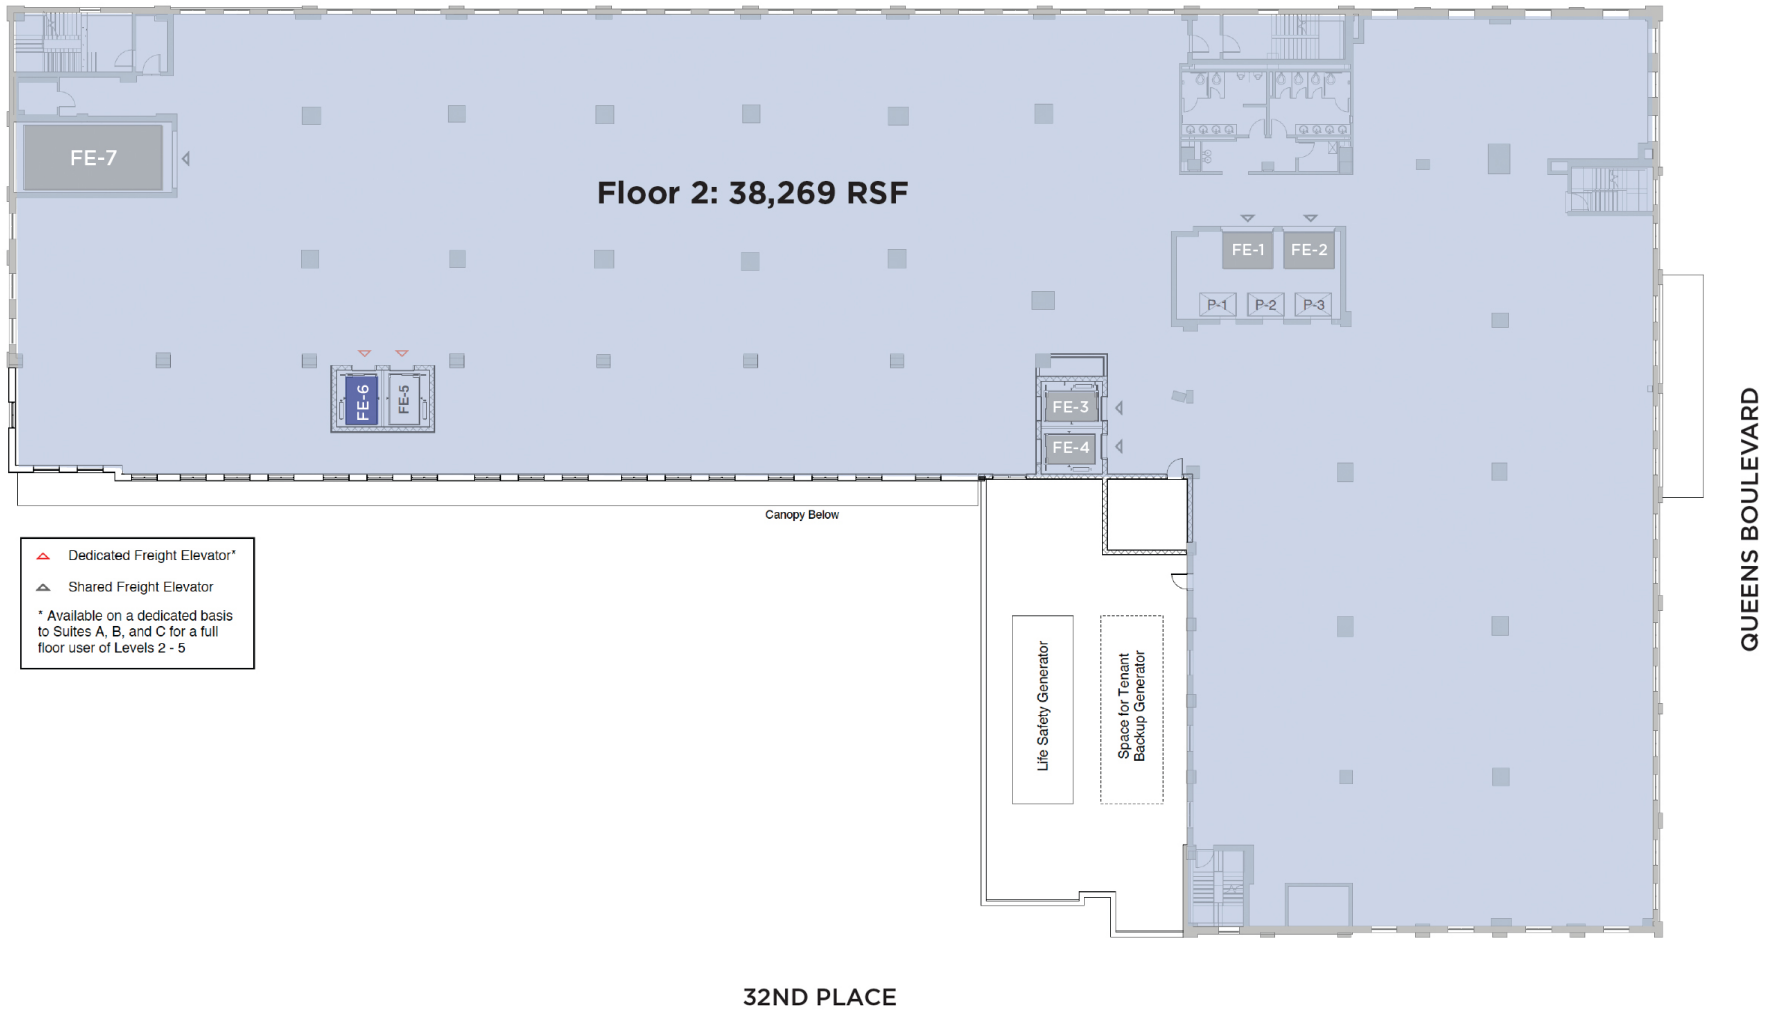 FE-7
Floor 2: 38,269 RSF
FE-1
FE-2
P-1
P-2
P-3
FE-6
FE-5
FE-3
FE-4
Canopy Below
Dedicated Freight Elevator*
Shared Freight Elevator
* Available on a dedicated basis
to Suites A, B, and C for a full
floor user of Levels 2 - 5
Life Safety Generator
Space for Tenant
Backup Generator
QUEENS BOULEVARD
32ND PLACE